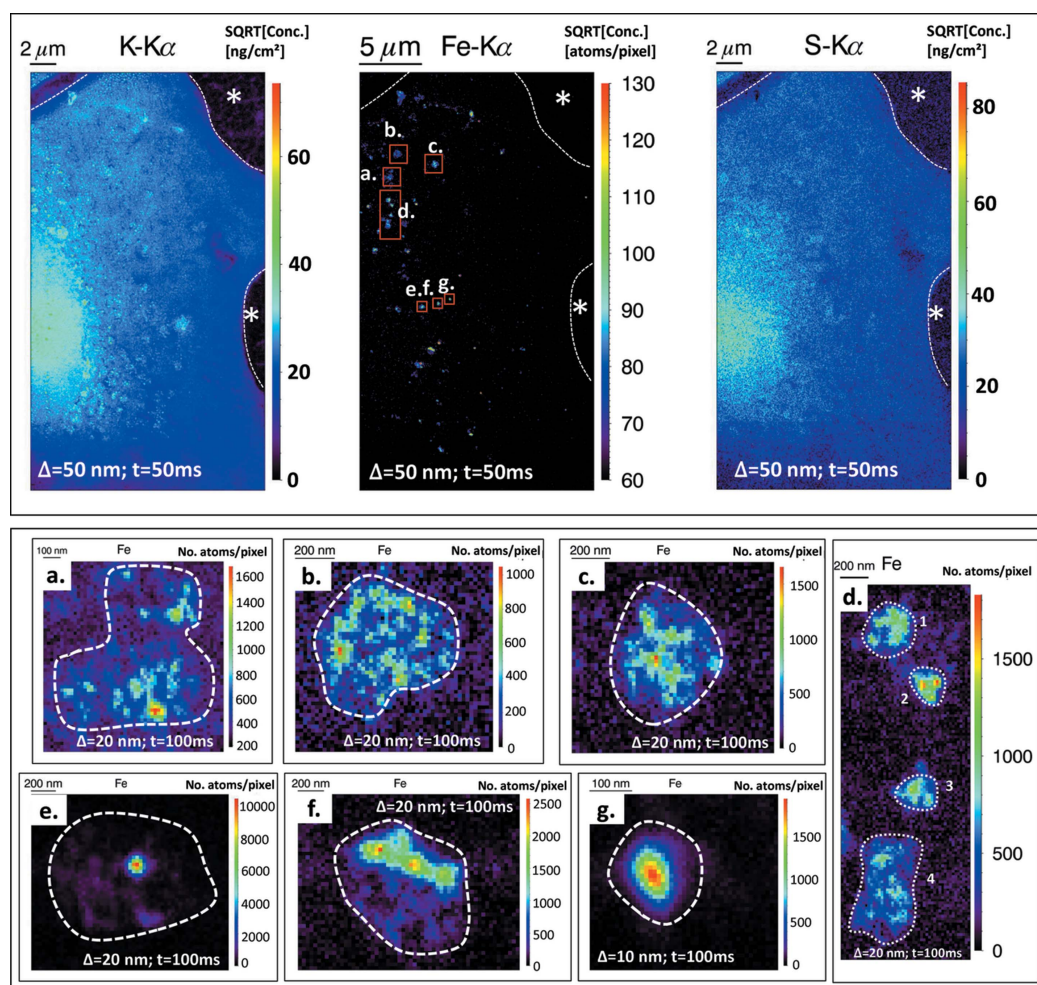 2 μm K-Kα SQRT[Conc.] [ng/cm²]
60
40
20
0
*
*
Δ=50 nm; t=50ms
5 μm Fe-Kα SQRT[Conc.] [atoms/pixel]
130
120
110
100
90
80
70
60
*
*
b.
c.
a.
d.
e.f. g.
Δ=50 nm; t=50ms
2 μm S-Kα SQRT[Conc.] [ng/cm²]
80
60
40
20
0
*
*
Δ=50 nm; t=50ms
100 nm Fe No. atoms/pixel
a.
1600
1400
1200
1000
800
600
400
200
Δ=20 nm; t=100ms
200 nm Fe No. atoms/pixel
b.
1000
800
600
400
200
0
Δ=20 nm; t=100ms
200 nm Fe No. atoms/pixel
c.
1500
1000
500
0
Δ=20 nm; t=100ms
200 nm Fe No. atoms/pixel
d.
1
2
3
4
1500
1000
500
0
Δ=20 nm; t=100ms
200 nm Fe No. atoms/pixel
e.
10000
8000
6000
4000
2000
0
Δ=20 nm; t=100ms
200 nm Fe No. atoms/pixel
f.
Δ=20 nm; t=100ms
2500
2000
1500
1000
500
0
100 nm Fe No. atoms/pixel
g.
1500
1000
500
0
Δ=10 nm; t=100ms